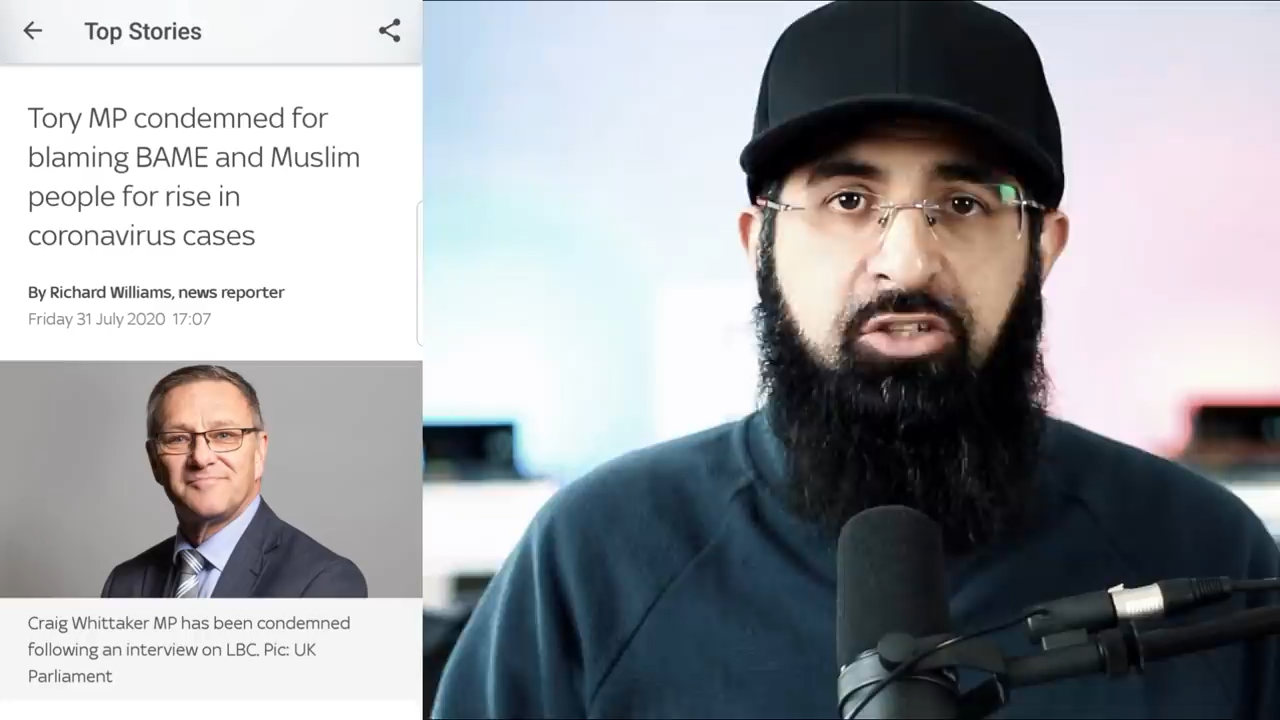 Top Stories
Tory MP condemned for
blaming BAME and Muslim
people for rise in
coronavirus cases
By Richard Williams, news reporter
Friday 31 July 2020 17:07
Craig Whittaker MP has been condemned
following an interview on LBC. Pic: UK
Parliament